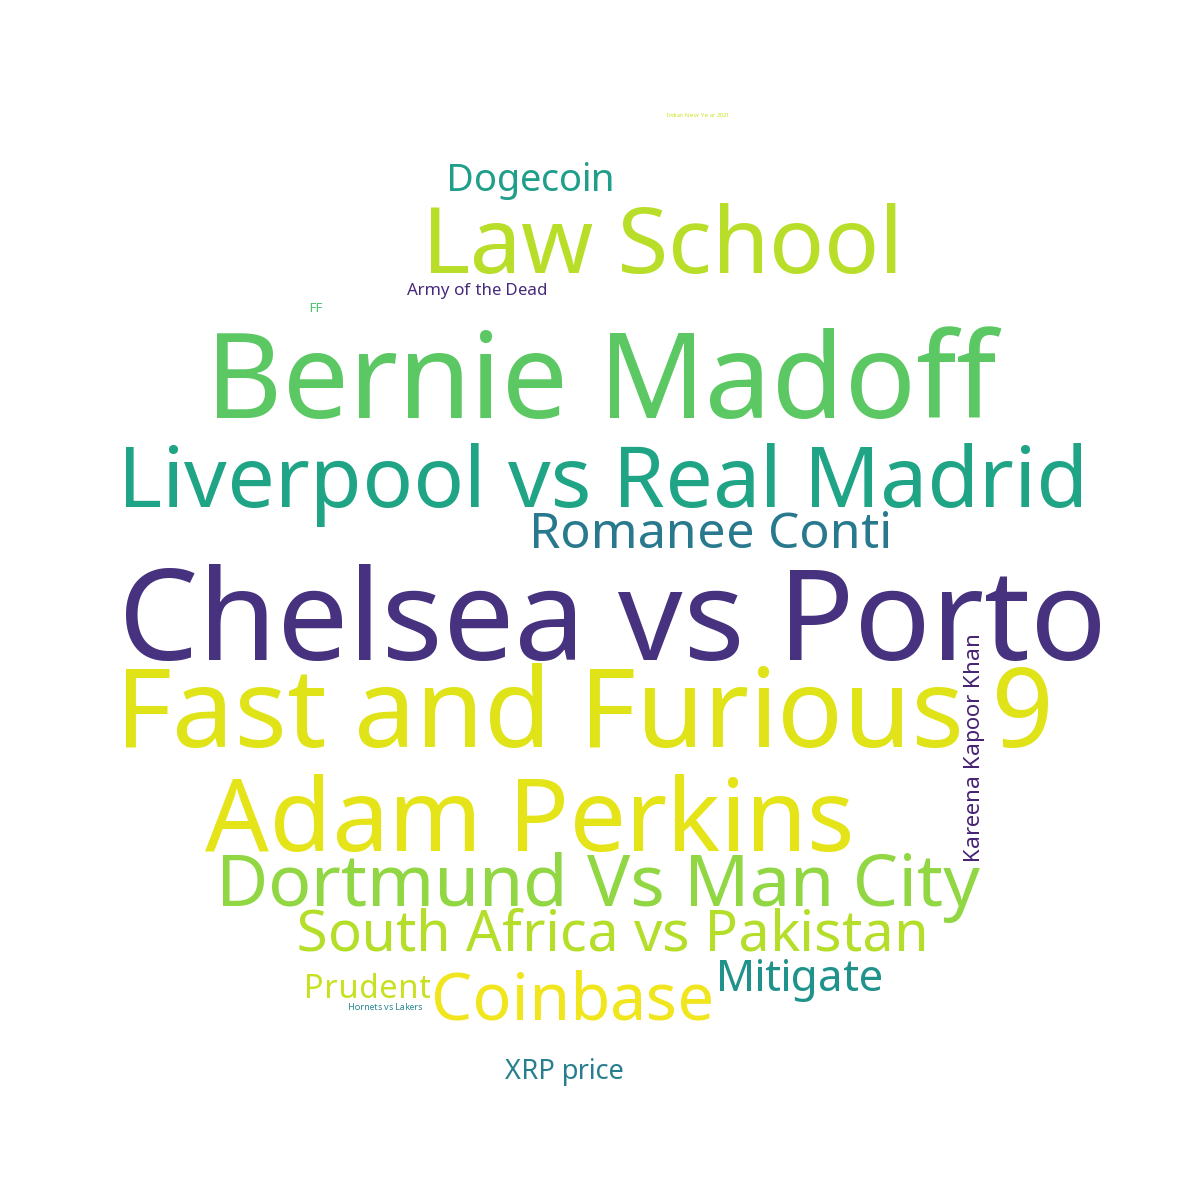 Indian New Year 2021
Dogecoin
Law School
Army of the Dead
FF
Bernie Madoff
Liverpool vs Real Madrid
Romanee Conti
Chelsea vs Porto
Kareena Kapoor Khan
Fast and Furious 9
Adam Perkins
Dortmund Vs Man City
South Africa vs Pakistan
Mitigate
Prudent
Coinbase
Hornets vs Lakers
XRP price